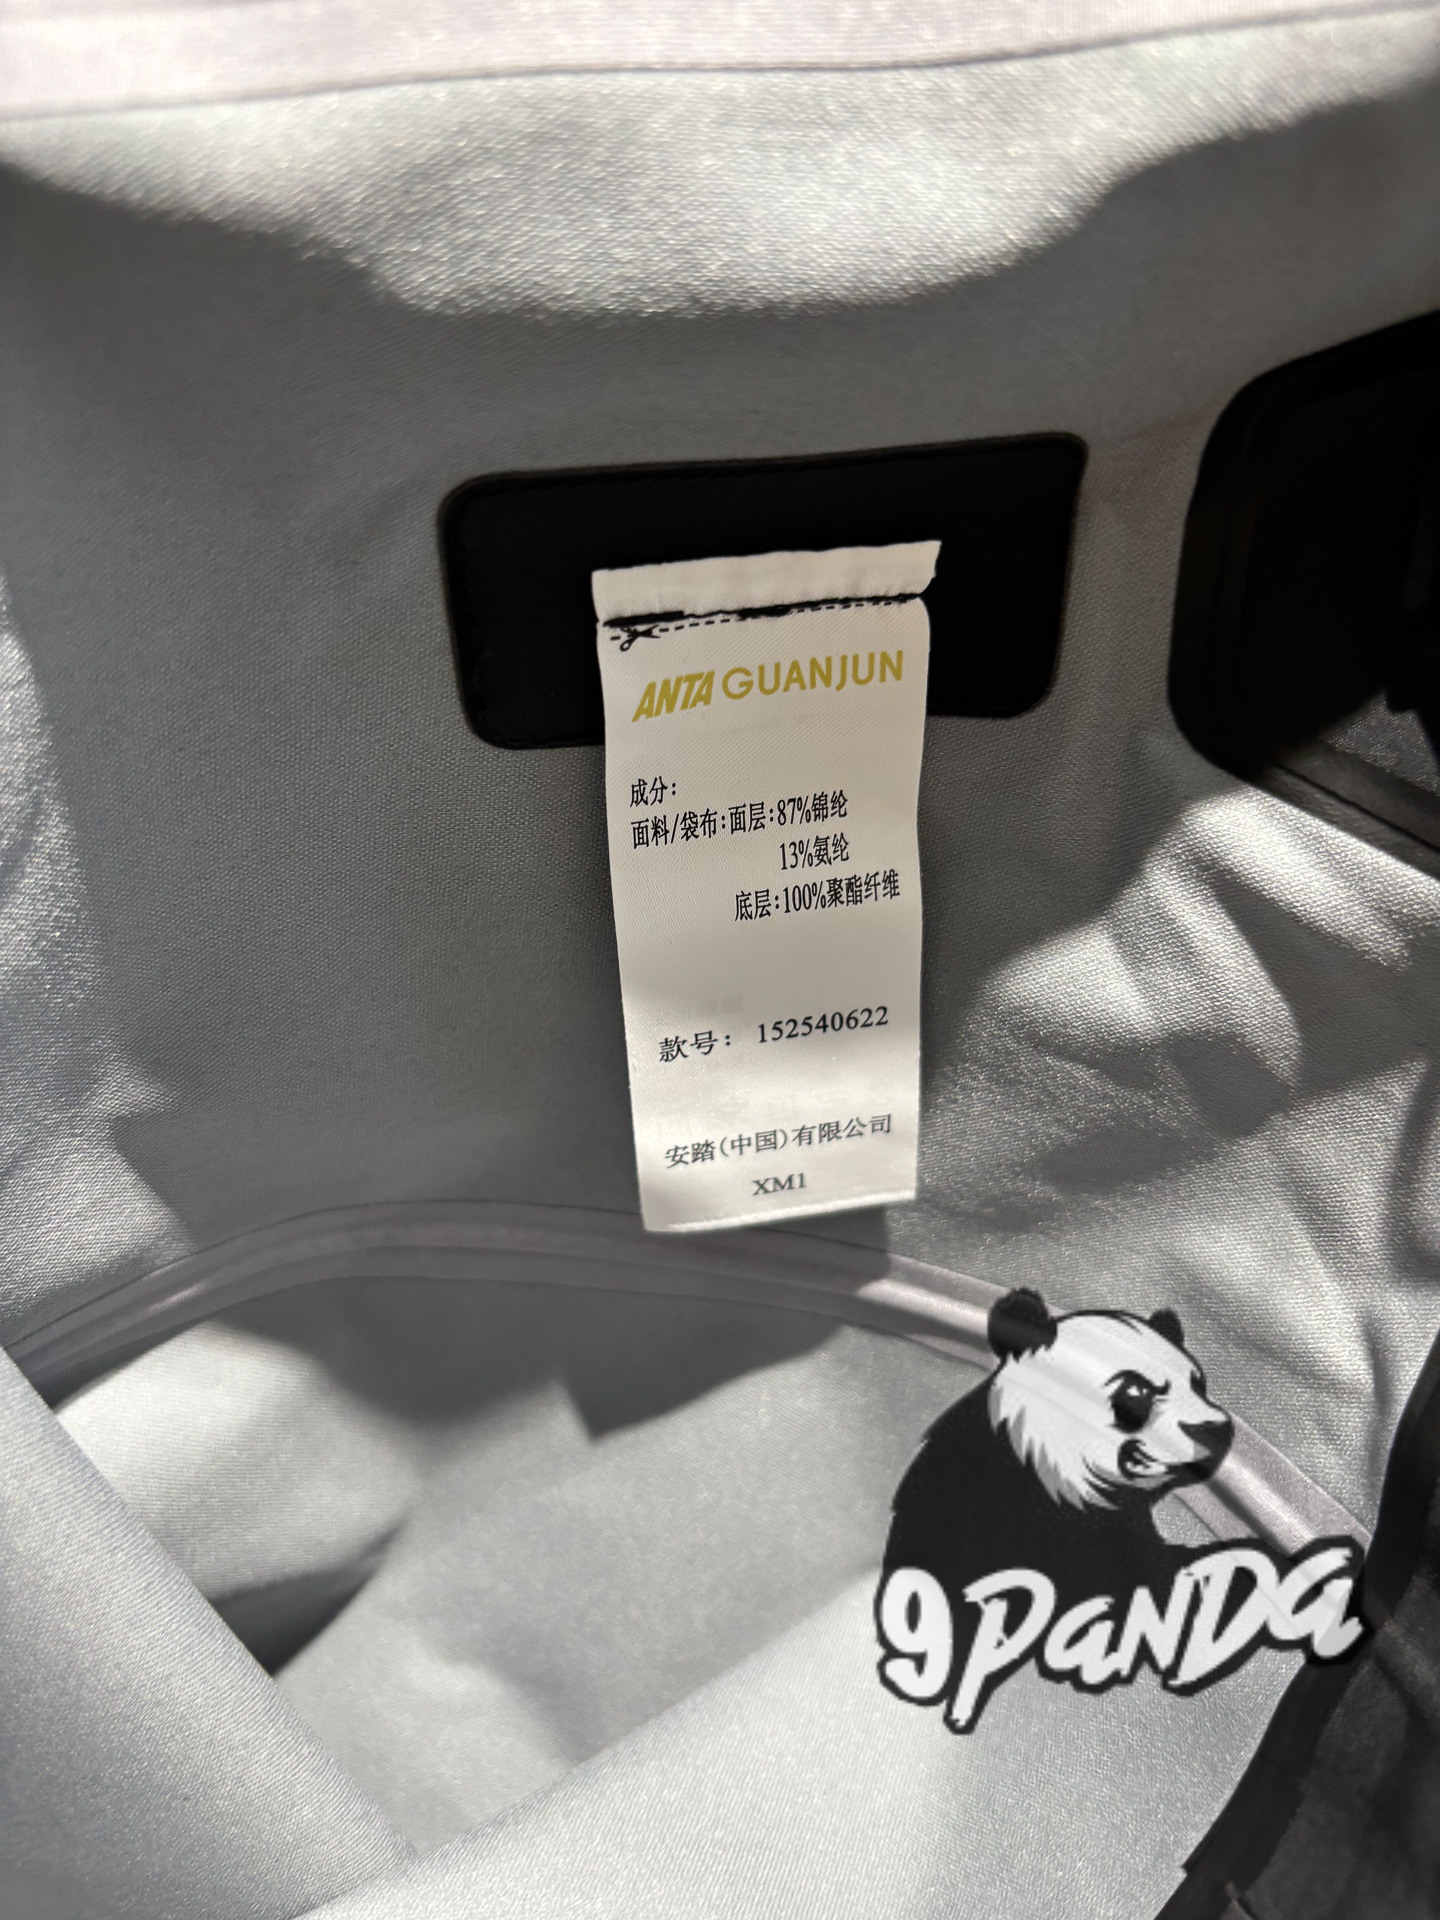 ANTA GUANJUN
成分:
面料/袋布:面层:87%锦纶
13%氨纶
底层:100%聚酯纤维
款号: 152540622
安踏(中国)有限公司
XM1
9PANDA